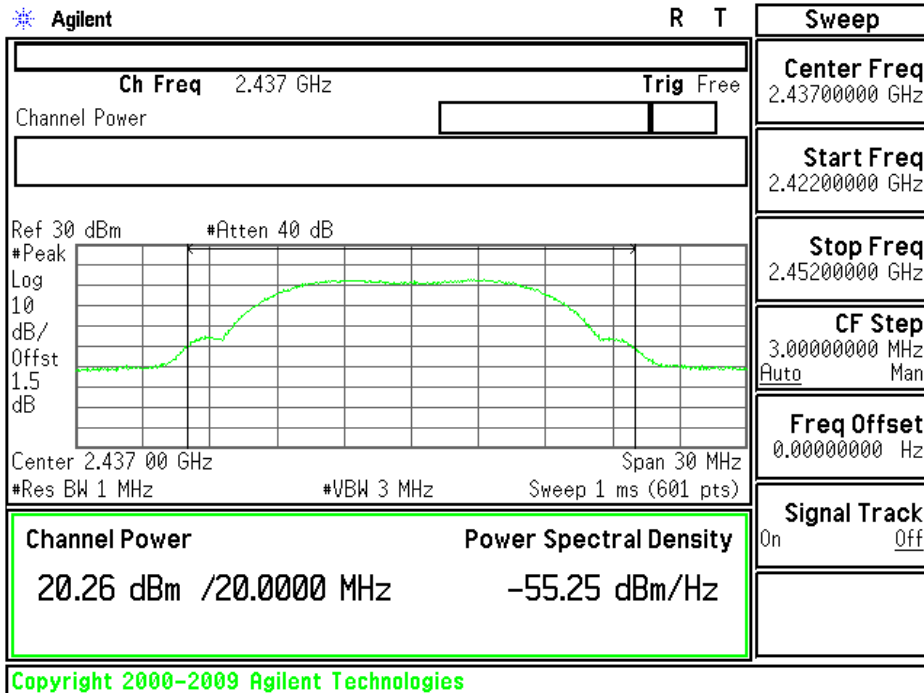 Agilent
R T
Ch Freq 2.437 GHz
Trig Free
Channel Power
Ref 30 dBm
#Atten 40 dB
#Peak
Log
10
dB/
Offst
1.5
dB
Center 2.437 00 GHz
Span 30 MHz
#Res BW 1 MHz
#VBW 3 MHz
Sweep 1 ms (601 pts)
Channel Power
Power Spectral Density
20.26 dBm /20.0000 MHz
-55.25 dBm/Hz
Copyright 2000-2009 Agilent Technologies
Sweep
Center Freq
2.43700000 GHz
Start Freq
2.42200000 GHz
Stop Freq
2.45200000 GHz
CF Step
3.00000000 MHz
Auto Man
Freq Offset
0.00000000 Hz
Signal Track
On Off